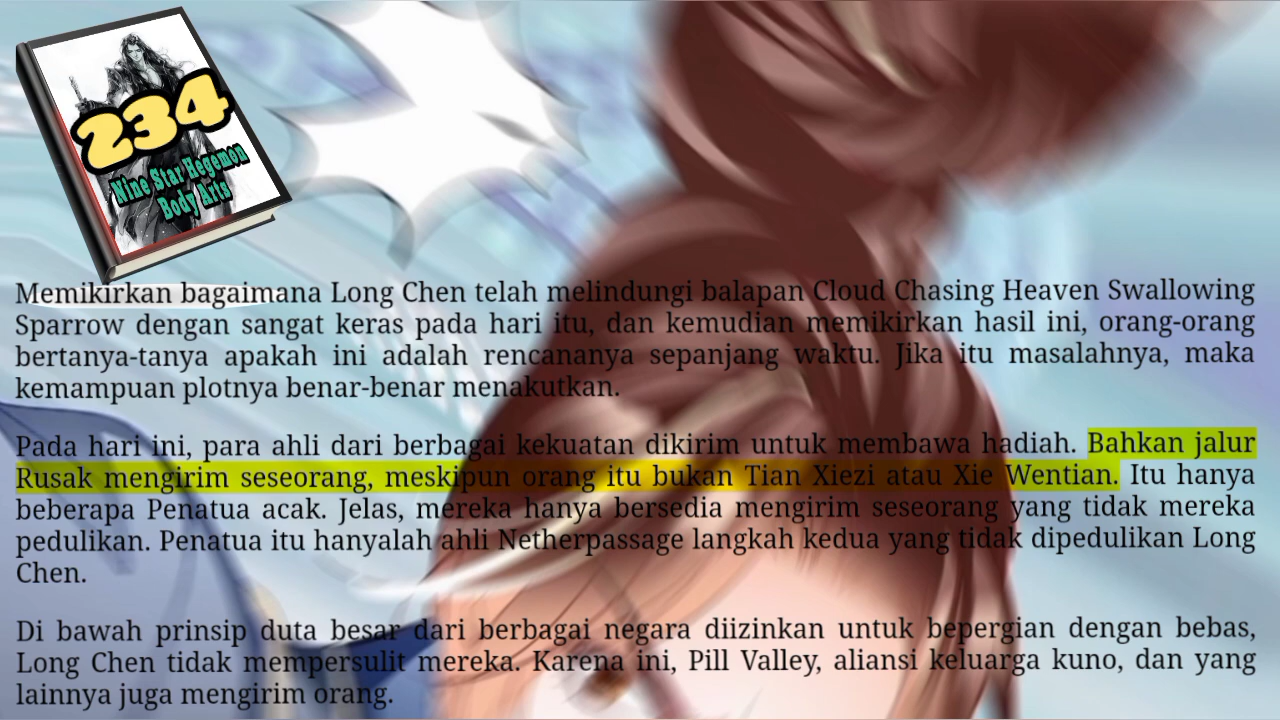 234
Nine Star Hegemon
Body Arts
Memikirkan bagaimana Long Chen telah melindungi balapan Cloud Chasing Heaven Swallowing
Sparrow dengan sangat keras pada hari itu, dan kemudian memikirkan hasil ini, orang-orang
bertanya-tanya apakah ini adalah rencananya sepanjang waktu. Jika itu masalahnya, maka
kemampuan plotnya benar-benar menakutkan.
Pada hari ini, para ahli dari berbagai kekuatan dikirim untuk membawa hadiah. Bahkan jalur
Rusak mengirim seseorang, meskipun orang itu bukan Tian Xiezi atau Xie Wentian. Itu hanya
beberapa Penatua acak. Jelas, mereka hanya bersedia mengirim seseorang yang tidak mereka
pedulikan. Penatua itu hanyalah ahli Netherpassage langkah kedua yang tidak dipedulikan Long
Chen.
Di bawah prinsip duta besar dari berbagai negara diizinkan untuk bepergian dengan bebas,
Long Chen tidak mempersulit mereka. Karena ini, Pill Valley, aliansi keluarga kuno, dan yang
lainnya juga mengirim orang.